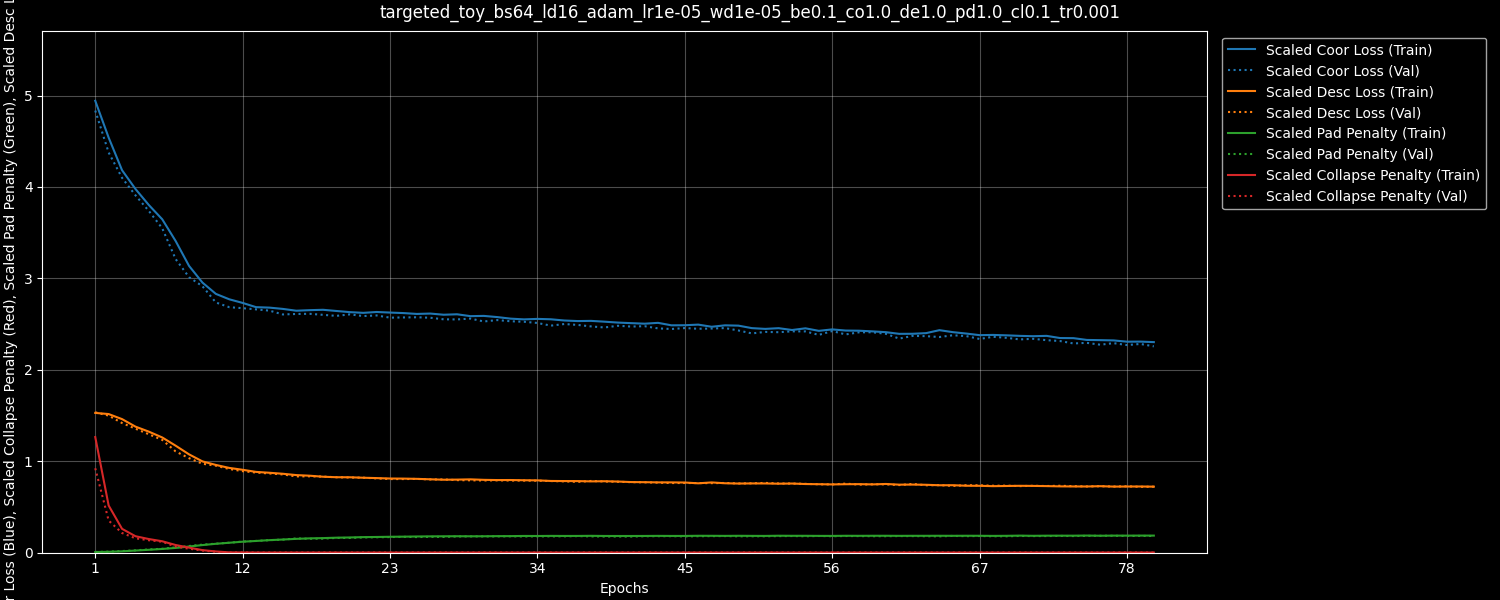 targeted_toy_bs64_ld16_adam_lr1e-05_wd1e-05_be0.1_co1.0_de1.0_pd1.0_cl0.1_tr0.001
r Loss (Blue), Scaled Collapse Penalty (Red), Scaled Pad Penalty (Green), Scaled Desc L
5
4
3
2
1
0
1 12 23 34 45 56 67 78
Epochs
Scaled Coor Loss (Train)
Scaled Coor Loss (Val)
Scaled Desc Loss (Train)
Scaled Desc Loss (Val)
Scaled Pad Penalty (Train)
Scaled Pad Penalty (Val)
Scaled Collapse Penalty (Train)
Scaled Collapse Penalty (Val)